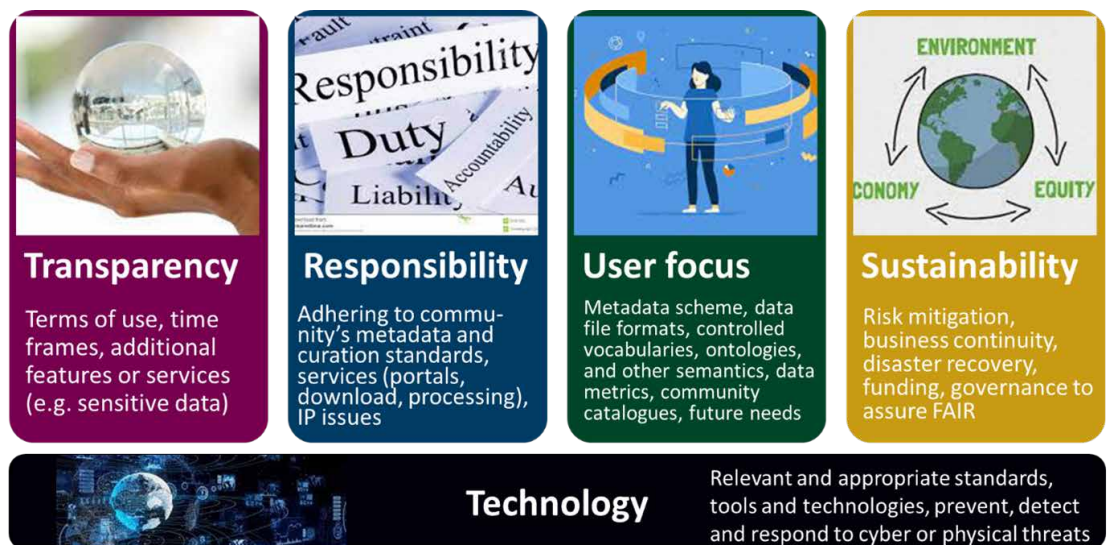 Transparency
Terms of use, time
frames, additional
features or services
(e.g. sensitive data)
Responsibility
Duty
Accountability
Liabilit
Responsibility
Adhering to commu-
nity's metadata and
curation standards,
services (portals,
download, processing),
IP issues
User focus
Metadata scheme, data
file formats, controlled
vocabularies, ontologies,
and other semantics, data
metrics, community
catalogues, future needs
ENVIRONMENT
CONOMY
EQUITY
Sustainability
Risk mitigation,
business continuity,
disaster recovery,
funding, governance to
assure FAIR
Technology
Relevant and appropriate standards,
tools and technologies, prevent, detect
and respond to cyber or physical threats